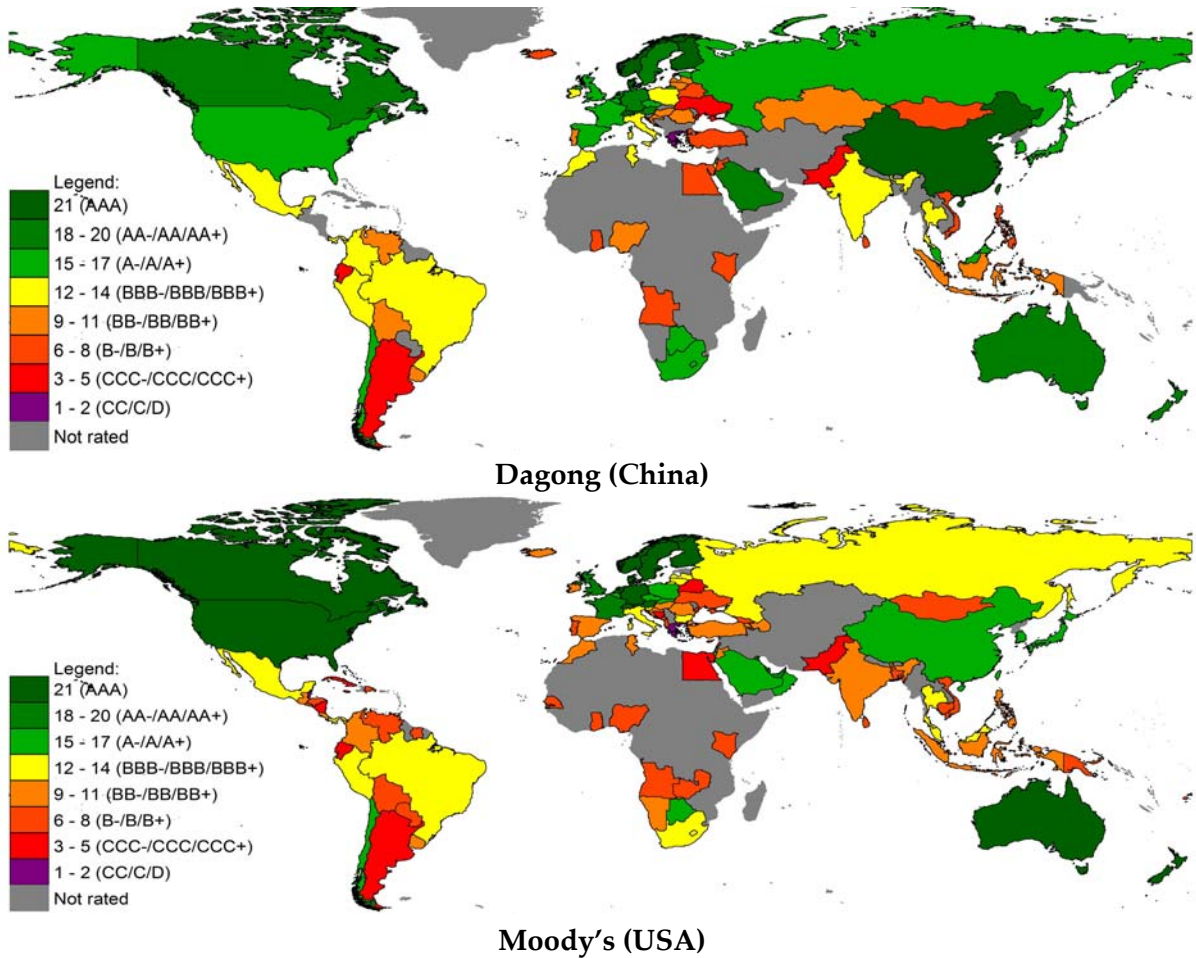 Legend:
21 (AAA)
18 - 20 (AA-/AA/AA+)
15 - 17 (A-/A/A+)
12 - 14 (BBB-/BBB/BBB+)
9 - 11 (BB-/BB/BB+)
6 - 8 (B-/B/B+)
3 - 5 (CCC-/CCC/CCC+)
1 - 2 (CC/C/D)
Not rated
Dagong (China)
Legend:
21 (AAA)
18 - 20 (AA-/AA/AA+)
15 - 17 (A-/A/A+)
12 - 14 (BBB-/BBB/BBB+)
9 - 11 (BB-/BB/BB+)
6 - 8 (B-/B/B+)
3 - 5 (CCC-/CCC/CCC+)
1 - 2 (CC/C/D)
Not rated
Moody’s (USA)